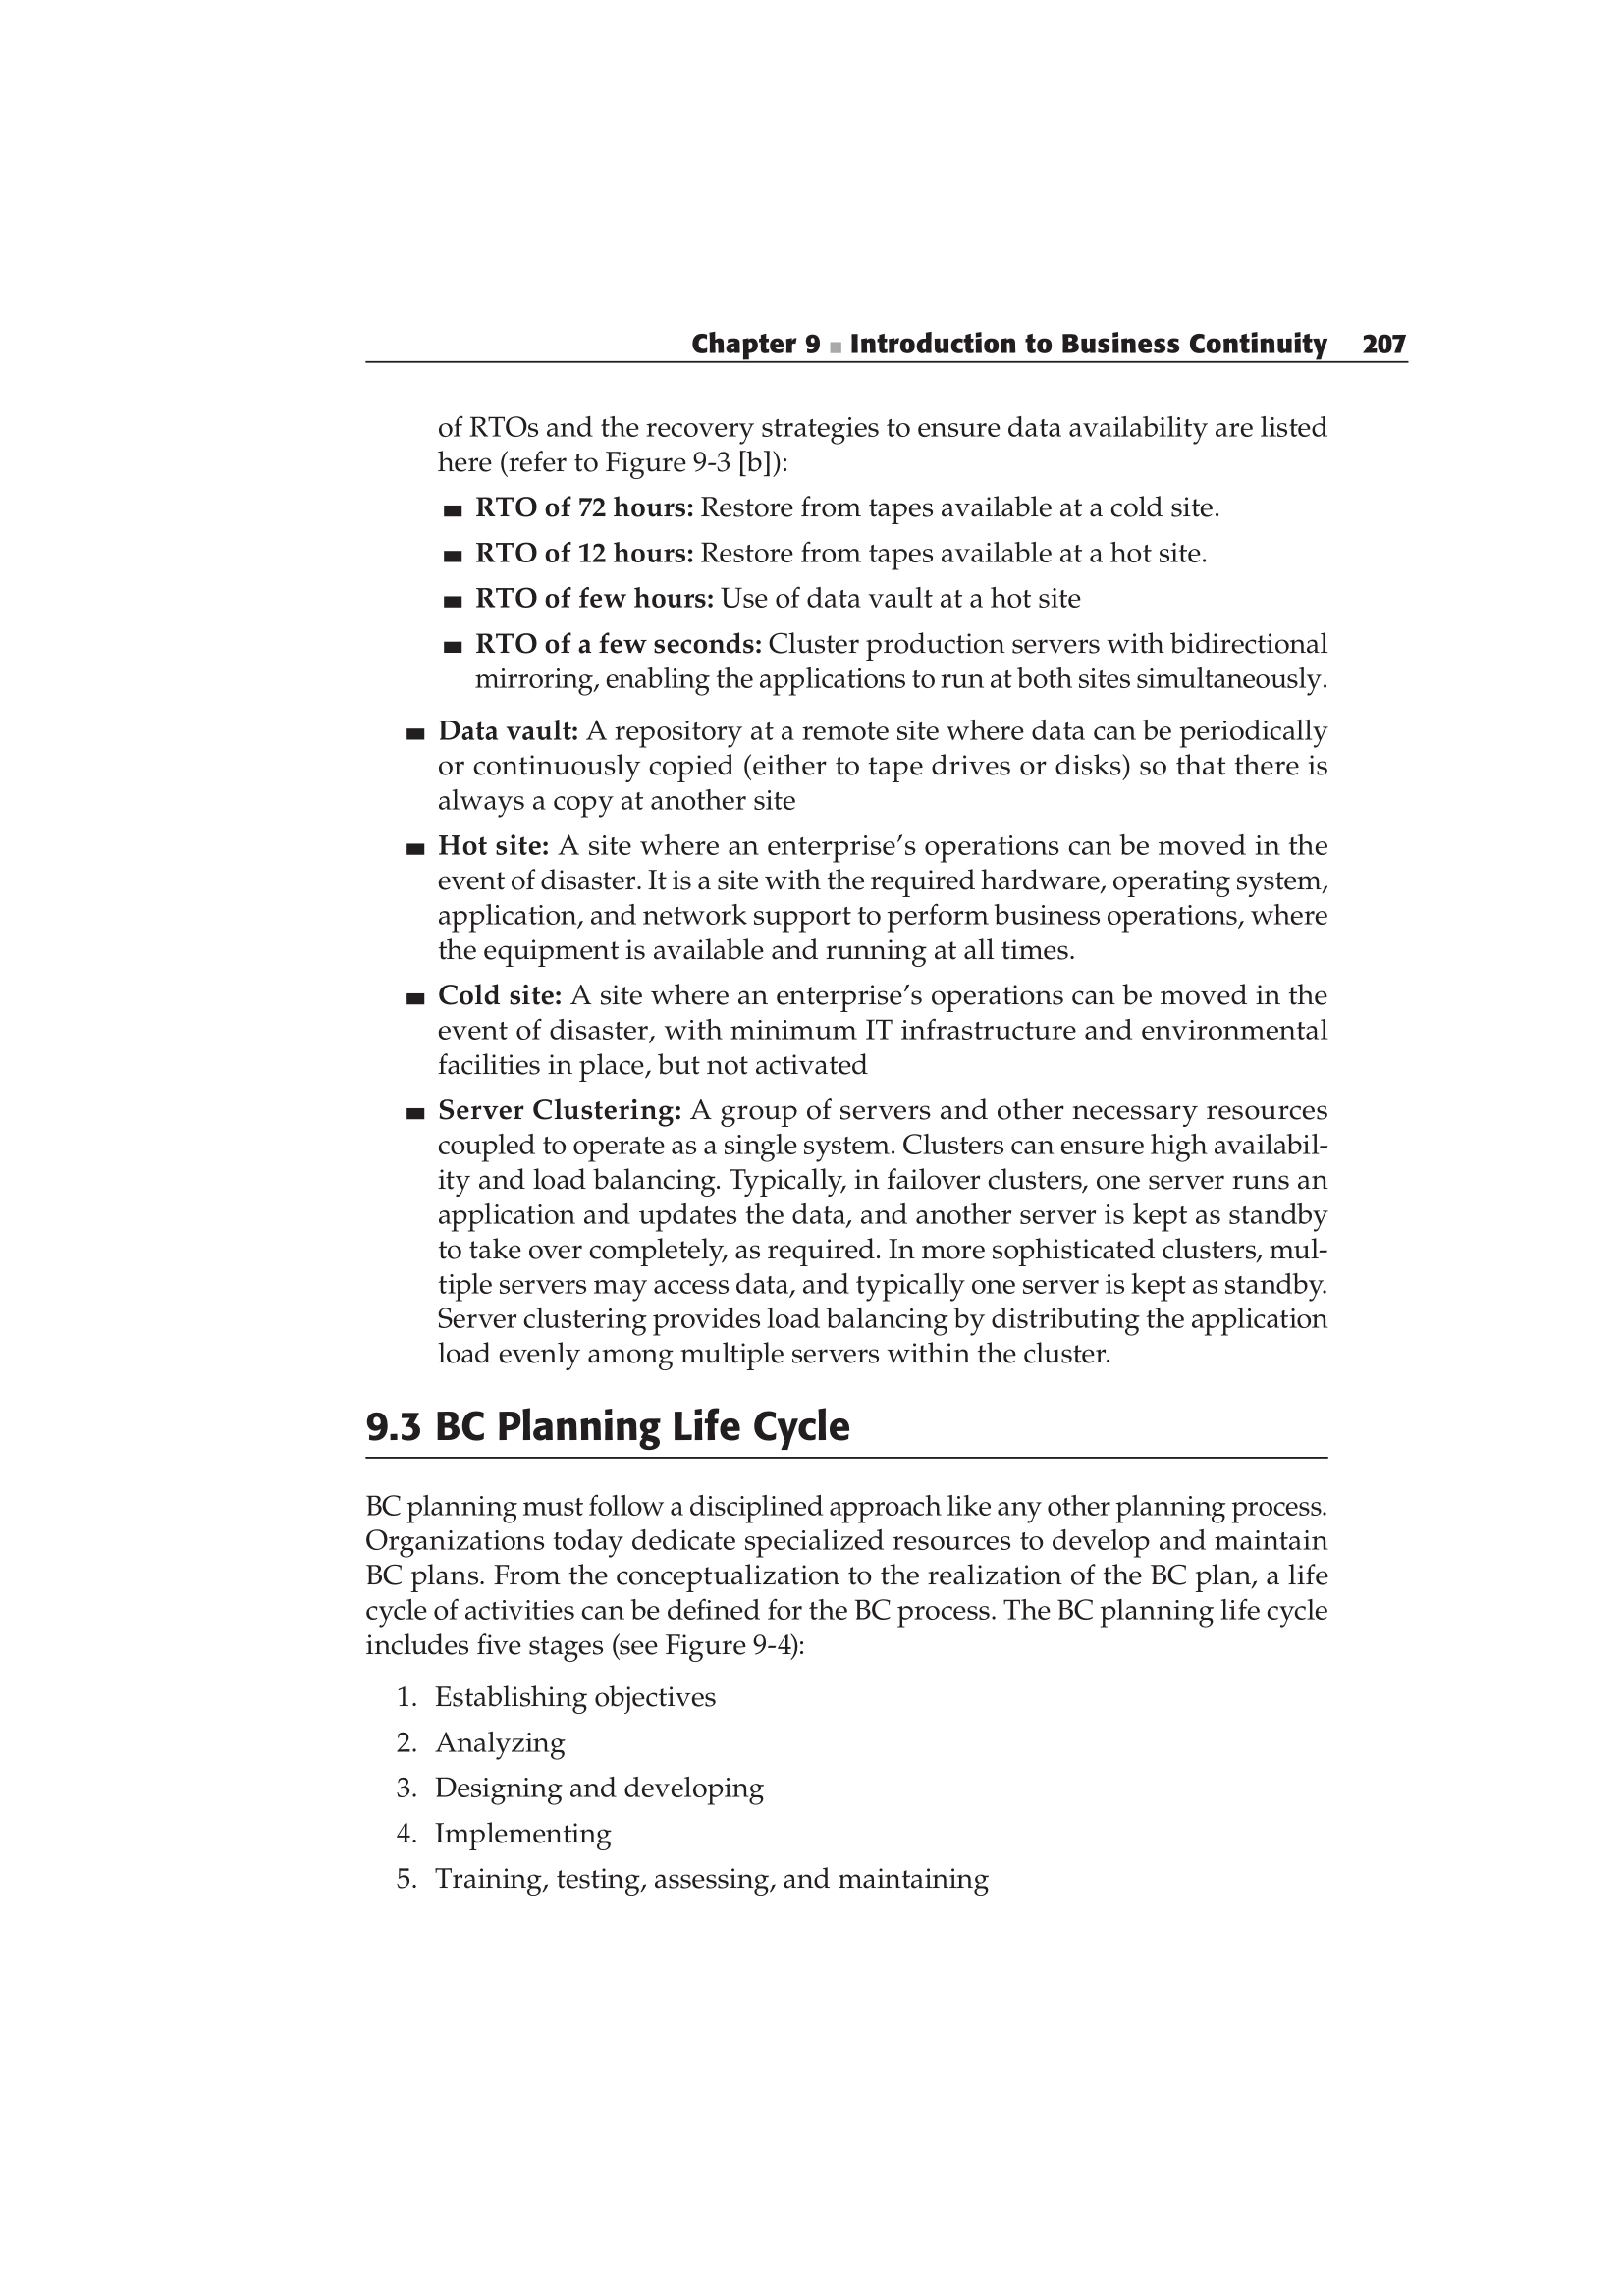 Chapter 9 ■ Introduction to Business Continuity 207
of RTOs and the recovery strategies to ensure data availability are listed
here (refer to Figure 9-3 [b]):
■ RTO of 72 hours: Restore from tapes available at a cold site.
■ RTO of 12 hours: Restore from tapes available at a hot site.
■ RTO of few hours: Use of data vault at a hot site
■ RTO of a few seconds: Cluster production servers with bidirectional
mirroring, enabling the applications to run at both sites simultaneously.
■ Data vault: A repository at a remote site where data can be periodically
or continuously copied (either to tape drives or disks) so that there is
always a copy at another site
■ Hot site: A site where an enterprise’s operations can be moved in the
event of disaster. It is a site with the required hardware, operating system,
application, and network support to perform business operations, where
the equipment is available and running at all times.
■ Cold site: A site where an enterprise’s operations can be moved in the
event of disaster, with minimum IT infrastructure and environmental
facilities in place, but not activated
■ Server Clustering: A group of servers and other necessary resources
coupled to operate as a single system. Clusters can ensure high availabil-
ity and load balancing. Typically, in failover clusters, one server runs an
application and updates the data, and another server is kept as standby
to take over completely, as required. In more sophisticated clusters, mul-
tiple servers may access data, and typically one server is kept as standby.
Server clustering provides load balancing by distributing the application
load evenly among multiple servers within the cluster.
9.3 BC Planning Life Cycle
BC planning must follow a disciplined approach like any other planning process.
Organizations today dedicate specialized resources to develop and maintain
BC plans. From the conceptualization to the realization of the BC plan, a life
cycle of activities can be defined for the BC process. The BC planning life cycle
includes five stages (see Figure 9-4):
1. Establishing objectives
2. Analyzing
3. Designing and developing
4. Implementing
5. Training, testing, assessing, and maintaining